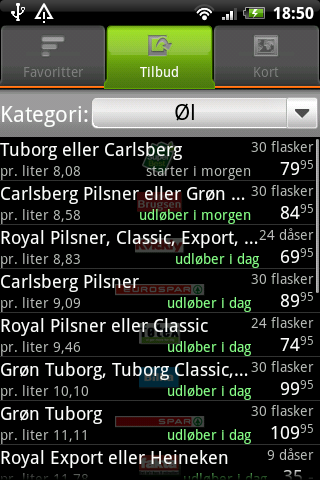 18:50
Favoritter
Tilbud
Kort
Kategori: Øl
Tuborg eller Carlsberg 30 flasker
pr. liter 8,08 starter i morgen 79 95
Carlsberg Pilsner eller Grøn ... 30 flasker
Brugsen
pr. liter 8,58 udløber i morgen 84 95
Royal Pilsner, Classic, Export, ... 24 dåser
pr. liter 8,83 udløber i dag 69 95
Carlsberg Pilsner 30 flasker
EUROSPAR
pr. liter 9,09 udløber i dag 89 95
Royal Pilsner eller Classic 24 flasker
pr. liter 9,46 udløber i dag 74 95
Grøn Tuborg, Tuborg Classic,... 30 flasker
pr. liter 10,10 udløber i dag 99 95
Grøn Tuborg 30 flasker
SPAR
pr. liter 11,11 udløber i dag 109 95
Royal Export eller Heineken 9 dåser
pr. liter 11,78 udløber i dag 35